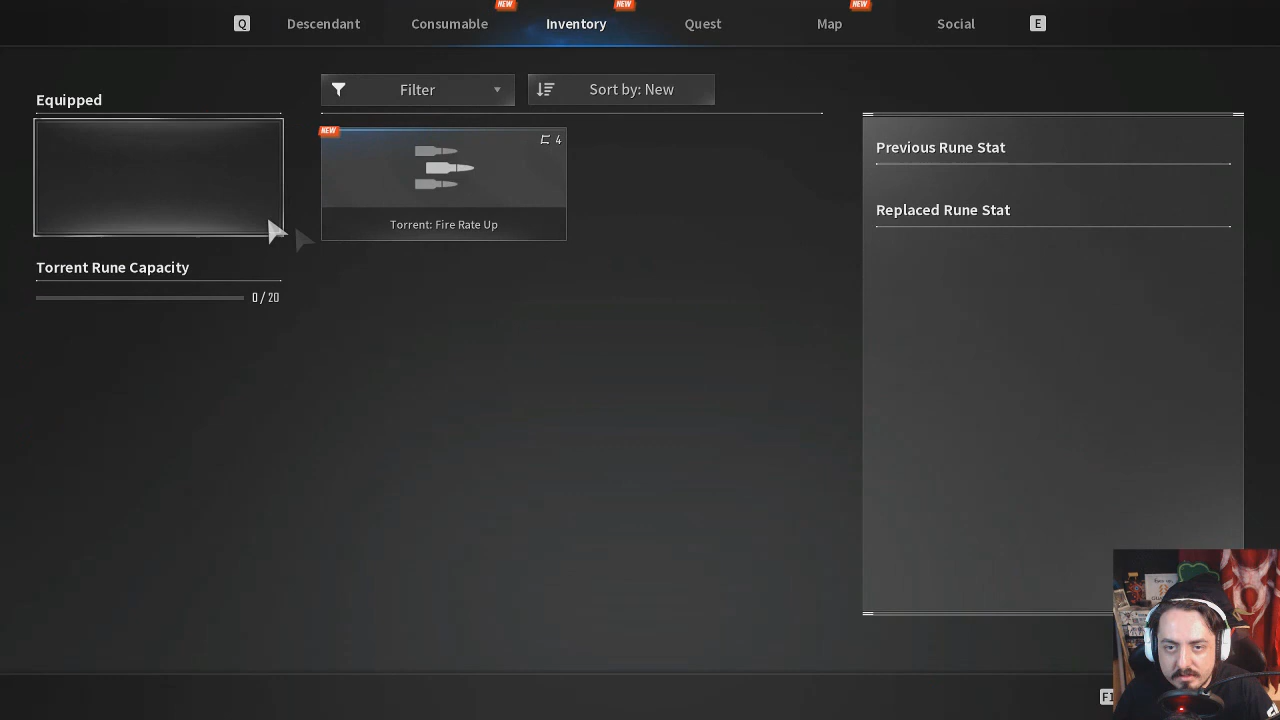 Q
Descendant
Consumable
NEW
Inventory
NEW
Quest
Map
NEW
Social
E
Equipped
Filter
Sort by: New
NEW
4
Torrent: Fire Rate Up
Torrent Rune Capacity
0 / 20
Previous Rune Stat
Replaced Rune Stat